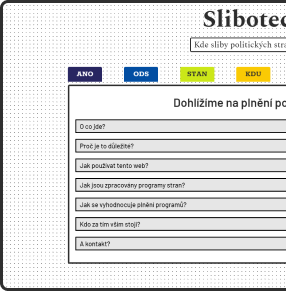 Slibotec
Kde sliby politických stra
ANO ODS STAN KDU
Dohlížíme na plnění po
O co jde?
Proč je to důležité?
Jak používat tento web?
Jak jsou zpracovány programy stran?
Jak se vyhodnocuje plnění programů?
Kdo za tím vším stojí?
A kontakt?